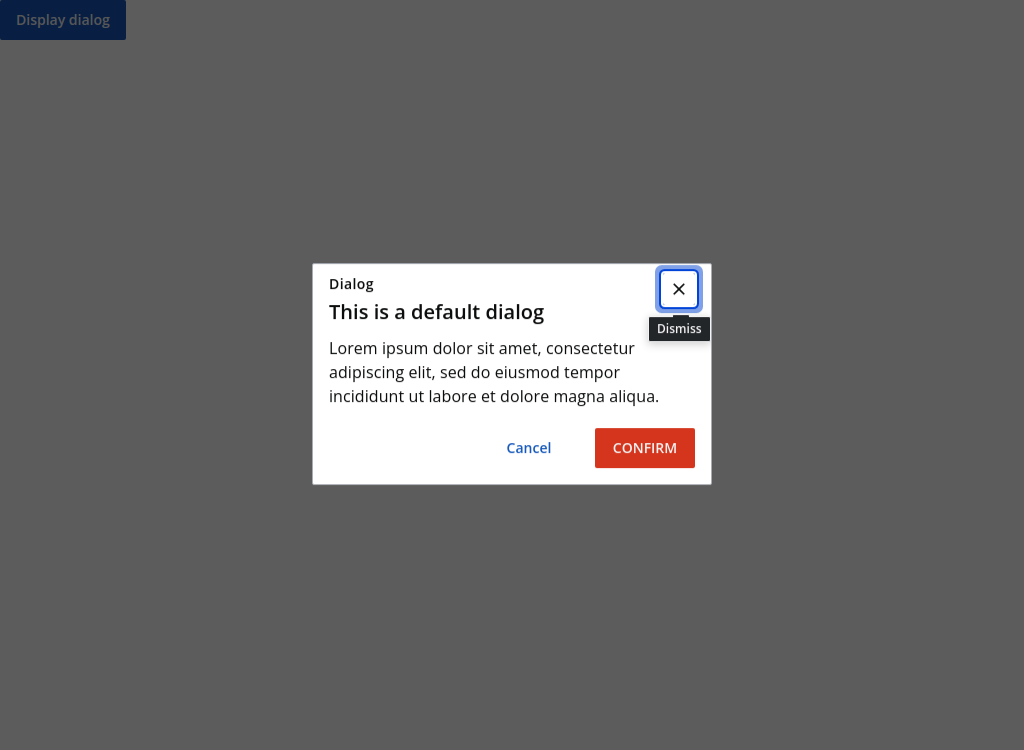 Display dialog
Dialog
This is a default dialog
Dismiss
Lorem ipsum dolor sit amet, consectetur
adipiscing elit, sed do eiusmod tempor
incididunt ut labore et dolore magna aliqua.
Cancel
CONFIRM